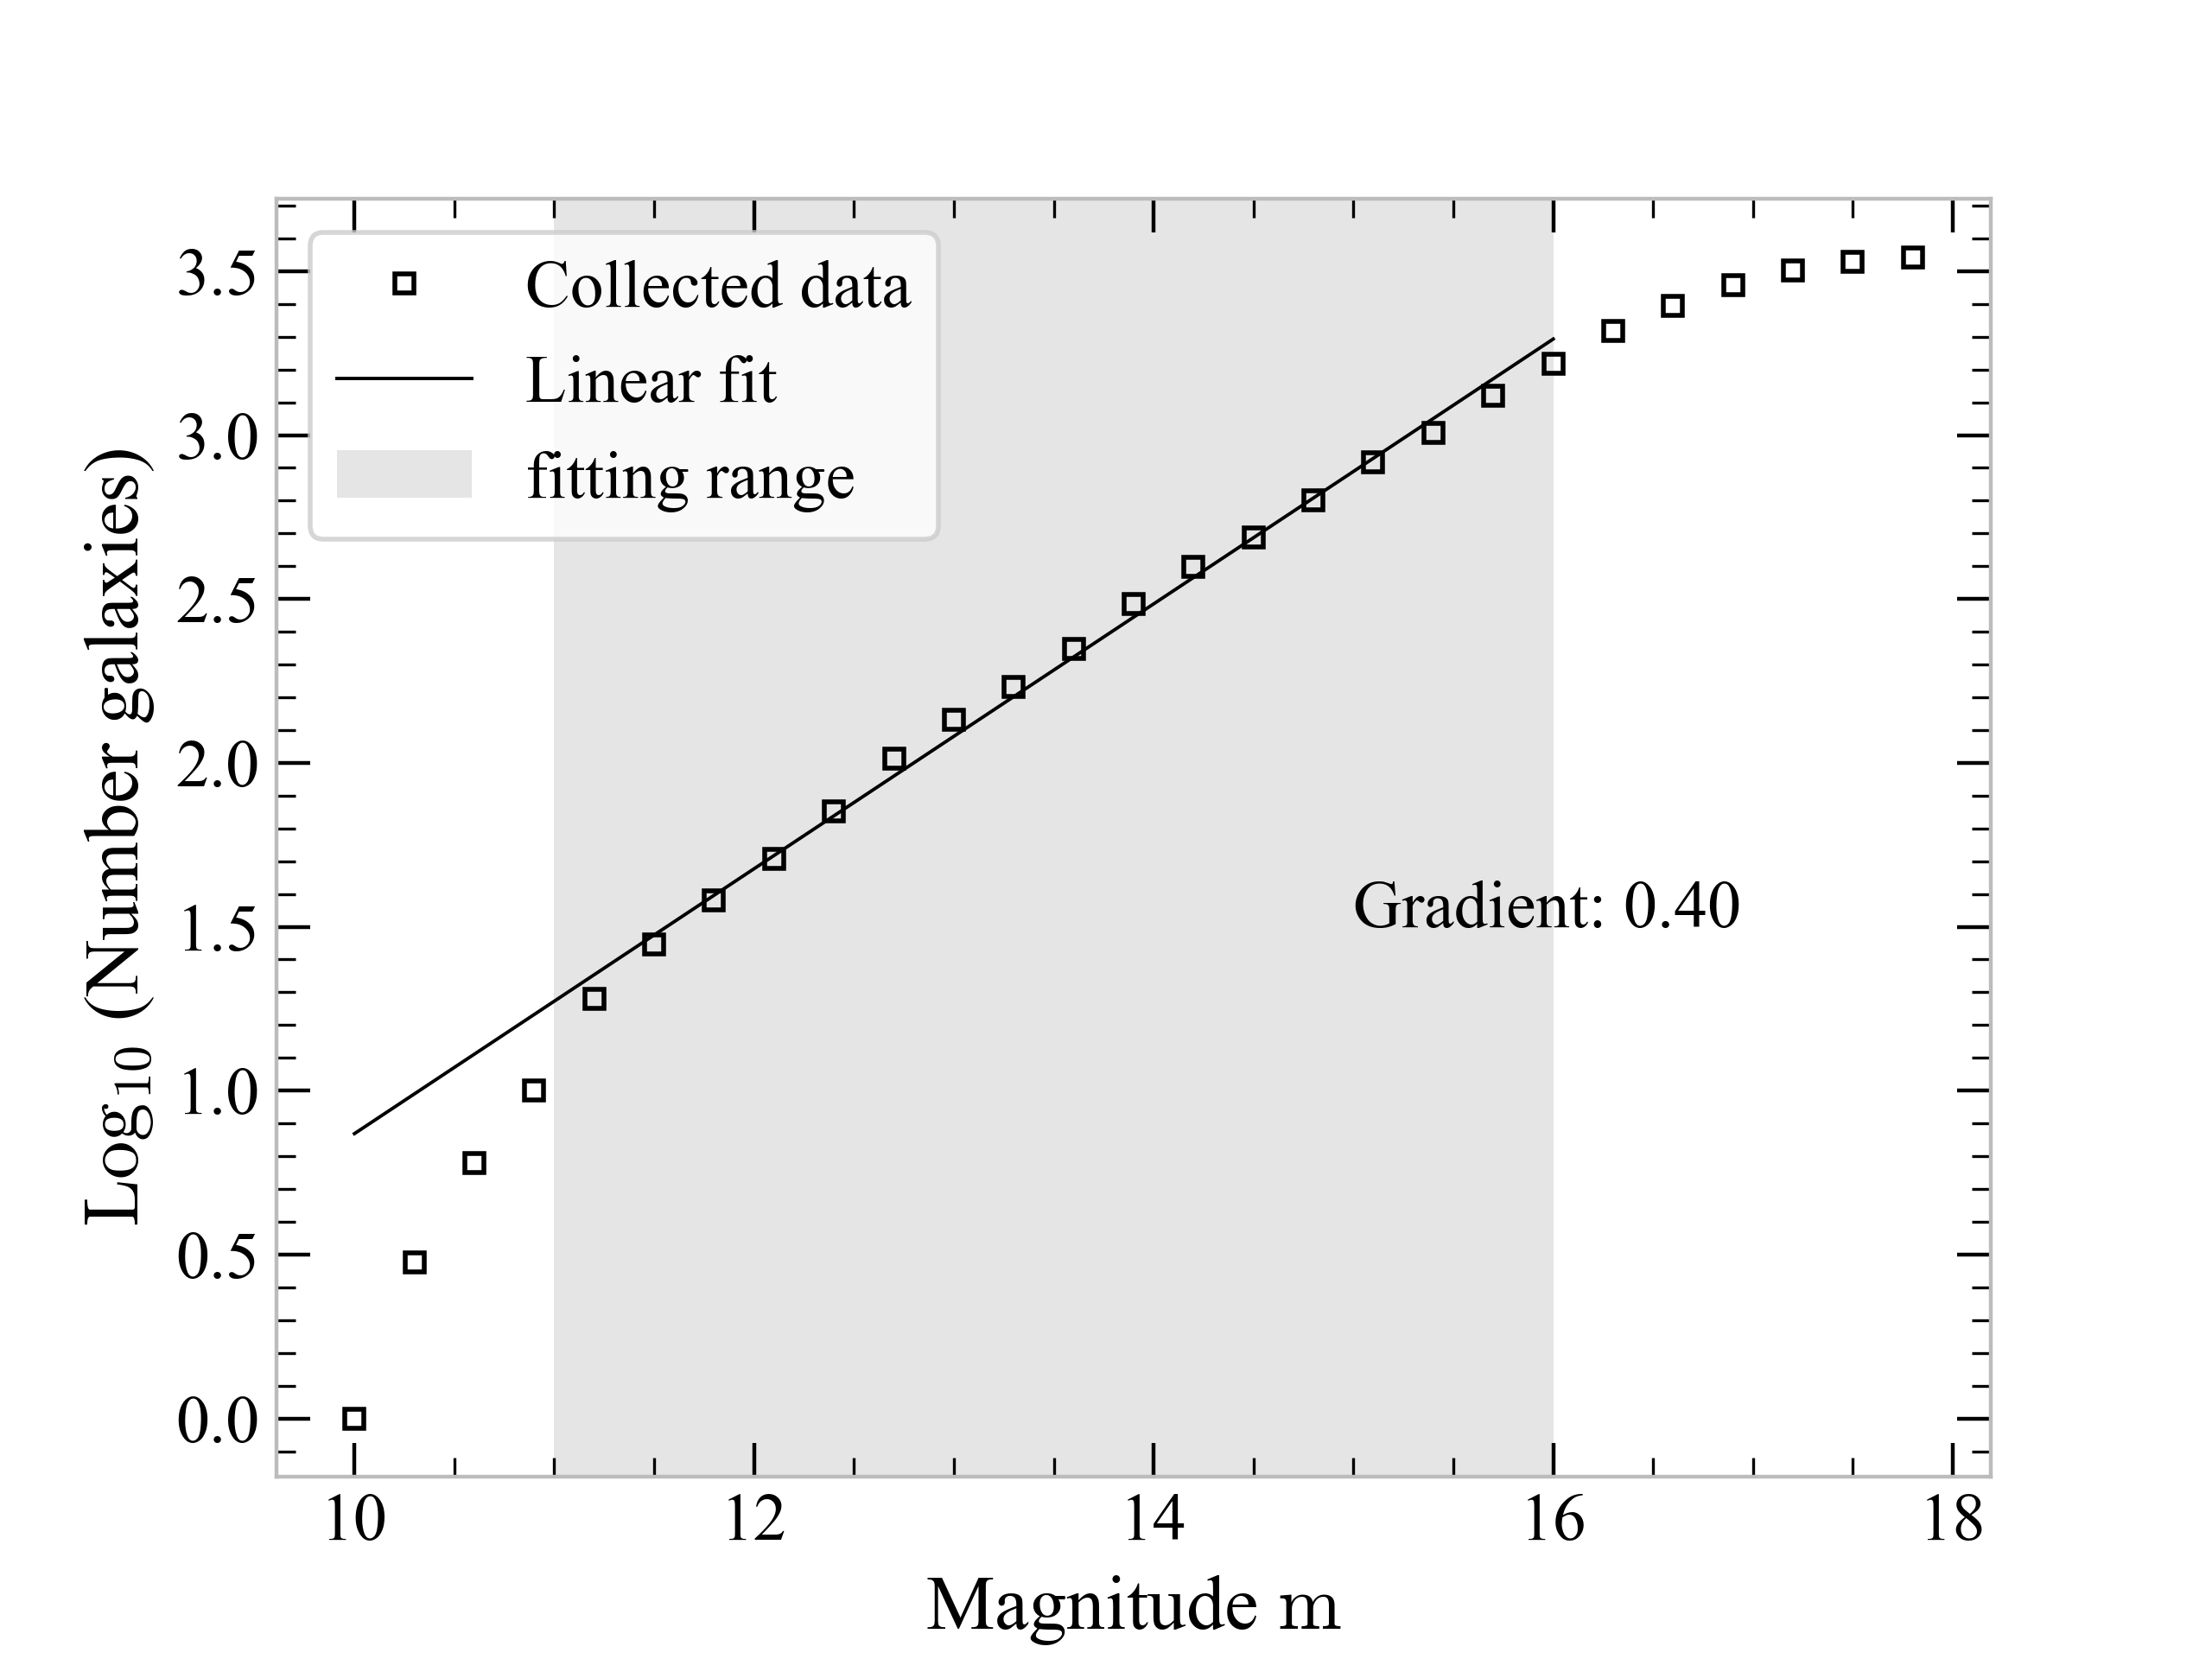 Collected data
Linear fit
fitting range
3.5
3.0
2.5
2.0
1.5
1.0
0.5
0.0
Log10 (Number galaxies)
Gradient: 0.40
10 12 14 16 18
Magnitude m